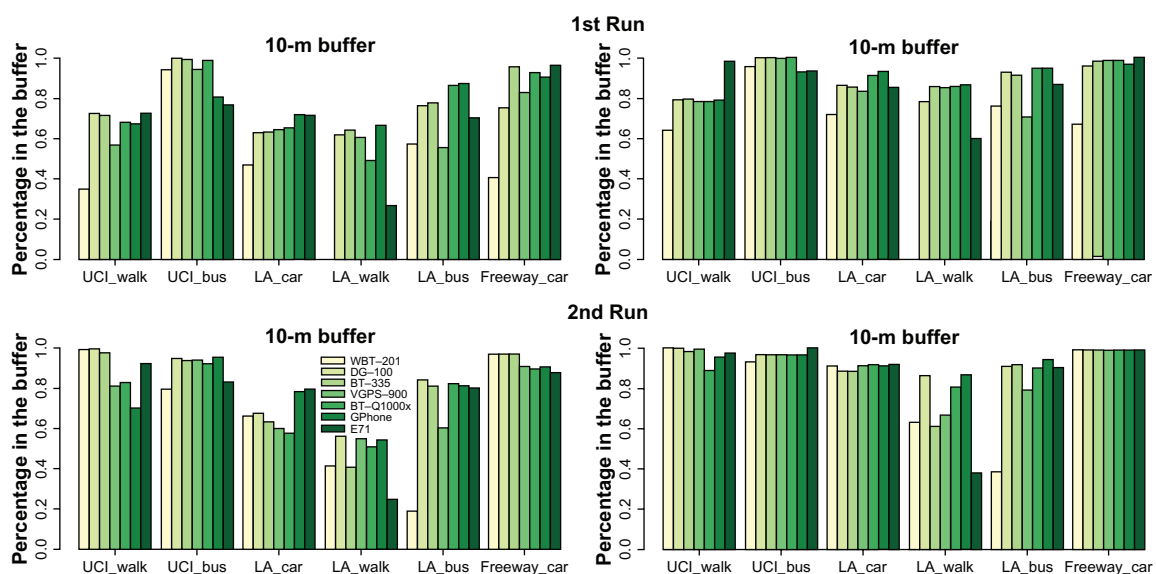 1st Run
10-m buffer
Percentage in the buffer
0.0 0.2 0.4 0.6 0.8 1.0
UCI_walk UCI_bus LA_car LA_walk LA_bus Freeway_car
10-m buffer
Percentage in the buffer
0.0 0.2 0.4 0.6 0.8 1.0
UCI_walk UCI_bus LA_car LA_walk LA_bus Freeway_car
2nd Run
10-m buffer
Percentage in the buffer
0.0 0.2 0.4 0.6 0.8 1.0
WBT–201
DG–100
BT–335
VGPS–900
BT–Q1000x
GPhone
E71
UCI_walk UCI_bus LA_car LA_walk LA_bus Freeway_car
10-m buffer
Percentage in the buffer
0.0 0.2 0.4 0.6 0.8 1.0
UCI_walk UCI_bus LA_car LA_walk LA_bus Freeway_car